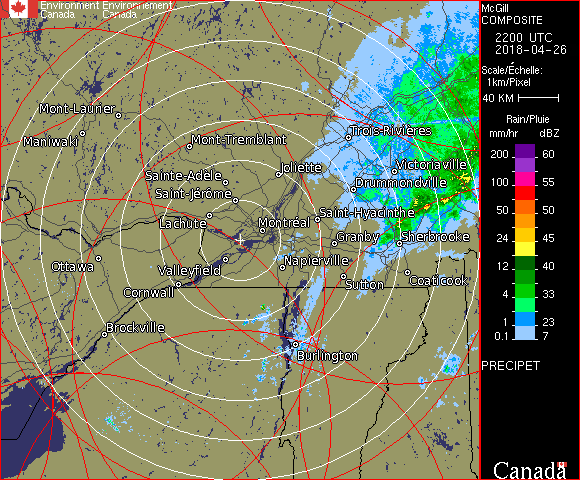 Environment Environnement
Canada Canada
McGill
COMPOSITE
2200 UTC
2018-04-26
Scale/Échelle:
1km/Pixel
40 KM
Rain/Pluie
mm/hr dBZ
200 60
100 55
50 50
24 45
12 40
4 33
1 23
0.1 7
PRECIPET
Canada
Mont-Laurier
Maniwaki
Mont-Tremblant
Trois-Rivières
Joliette
Victoriaville
Sainte-Adèle
Drummondville
Saint-Jérôme
Lachute
Saint-Hyacinthe
Montréal
Granby
Sherbrooke
Ottawa
Valleyfield
Napierville
Cornwall
Sutton
Coaticook
Brockville
Burlington